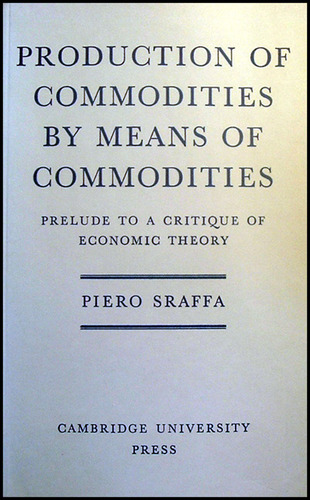 PRODUCTION OF
COMMODITIES
BY MEANS OF
COMMODITIES
PRELUDE TO A CRITIQUE OF
ECONOMIC THEORY
PIERO SRAFFA
CAMBRIDGE UNIVERSITY
PRESS